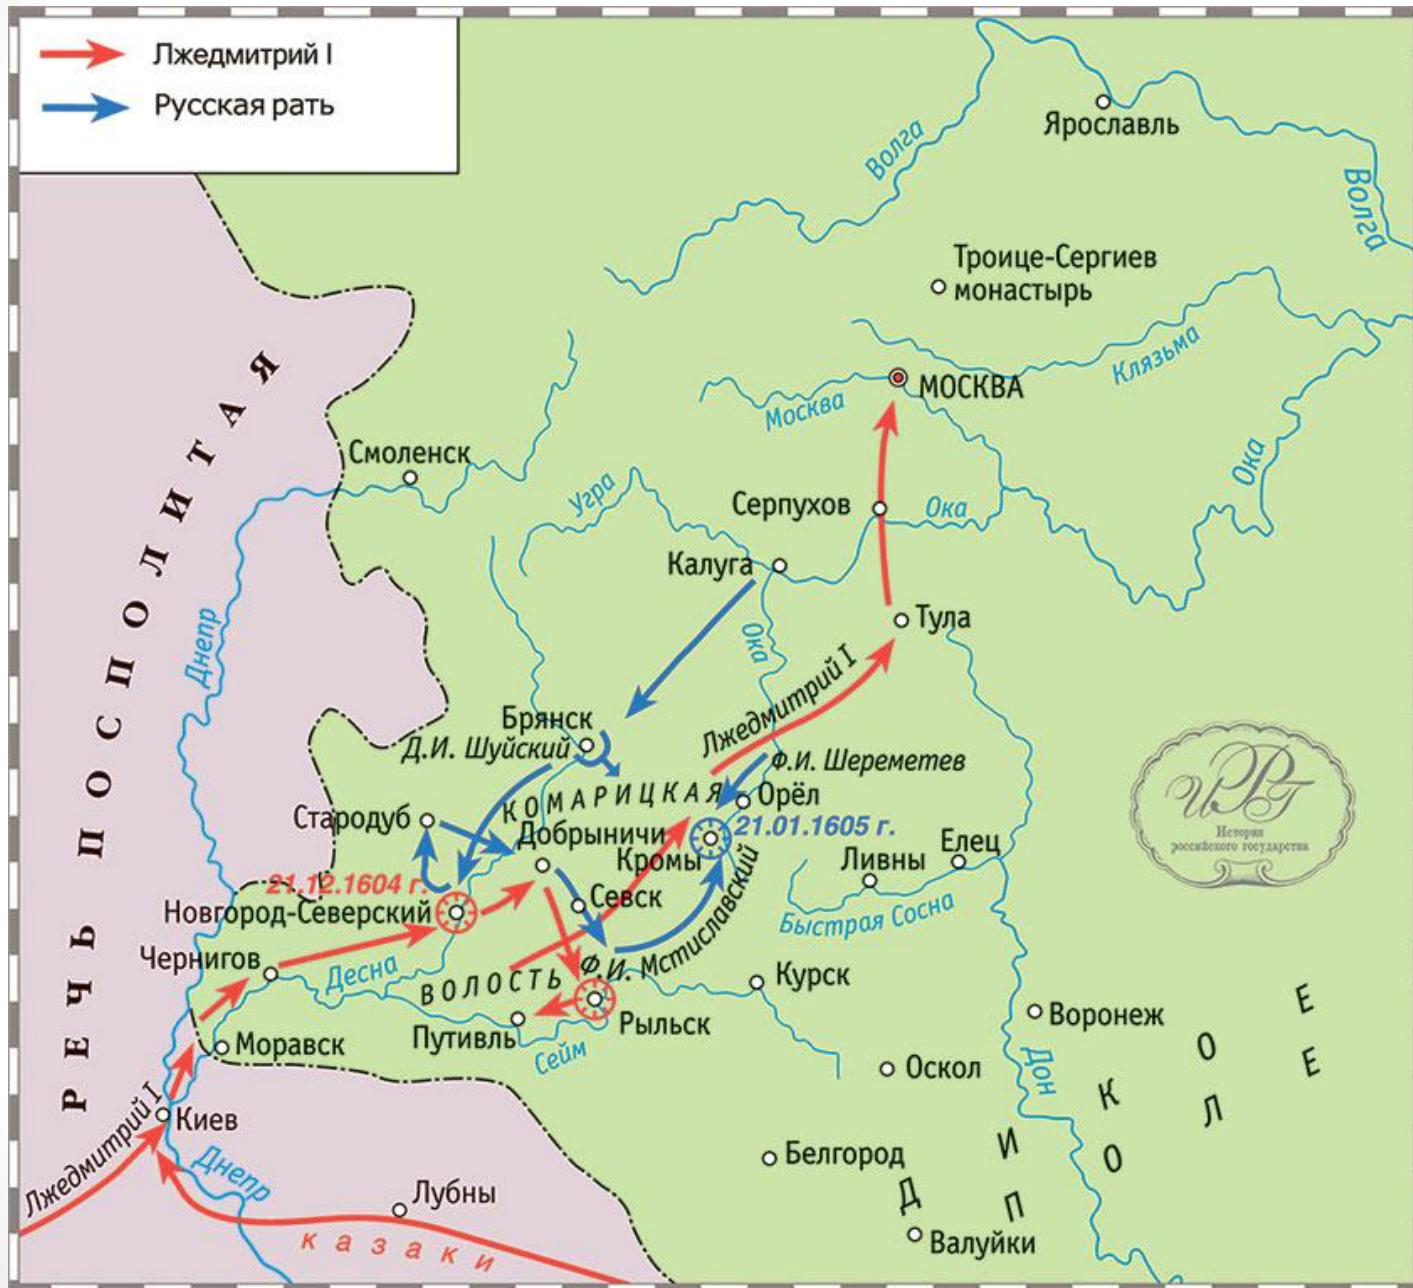 Лжедмитрий I
Русская рать
Ярославль
Волга
Волга
Троице-Сергиев
монастырь
Клязьма
МОСКВА
Москва
Ока
Смоленск
Угра
Серпухов
Ока
Калуга
РЕЧЬ ПОСПОЛИТАЯ
Днепр
Тула
Ока
Лжедмитрий I
Брянск
Д.И. Шуйский
Ф.И. Шереметев
КОМАРИЦКАЯ
Орёл
Стародуб
Добрыничи
21.01.1605 г.
Кромы
Ливны
Елец
ИРГ
История
российского государства
21.12.1604 г.
Новгород-Северский
Севск
Быстрая Сосна
Чернигов
Десна
ВОЛОСТЬ
Ф.И. Мстиславский
Курск
Путивль
Рыльск
Сейм
Моравск
Воронеж
Оскол
Дон
ДИКОЕ
ПОЛЕ
Лжедмитрий I
Киев
Днепр
Белгород
Лубны
казаки
Валуйки